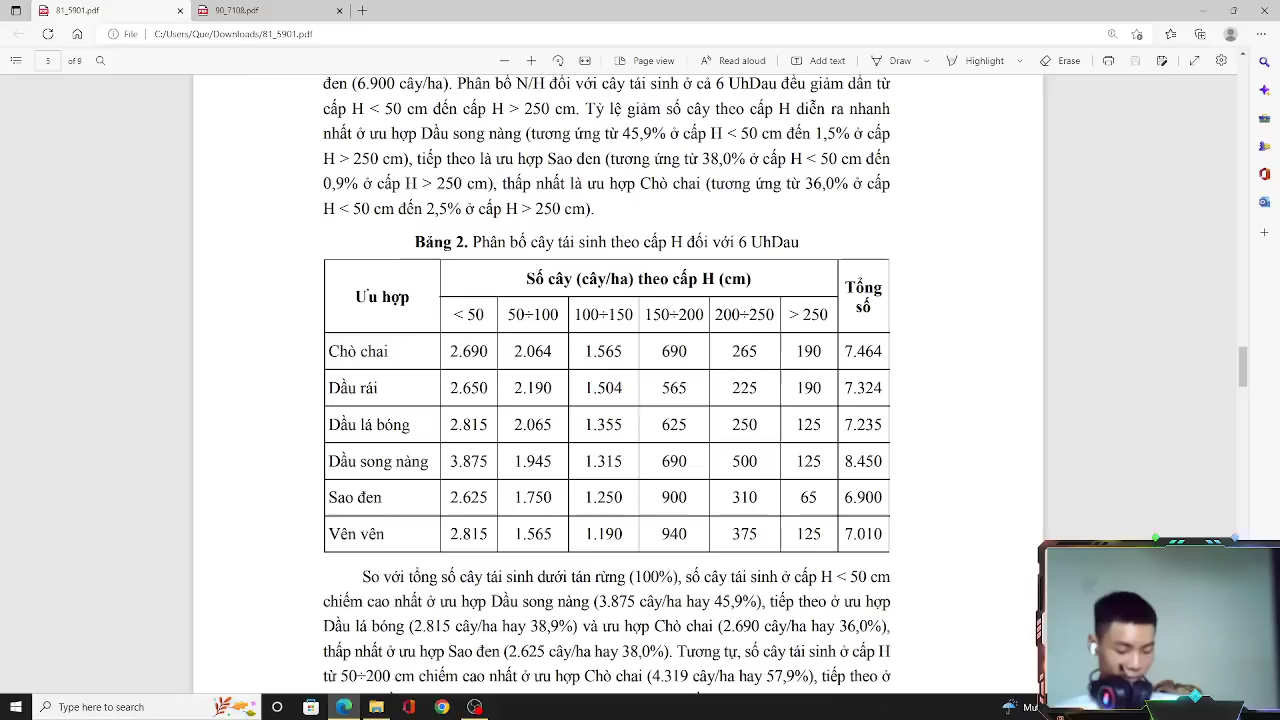 81_5901.pdf
90_7108.pdf
File
C:/Users/Que/Downloads/81_5901.pdf
5 of 9
Page view
Read aloud
Add text
Draw
Highlight
Erase
đen (6.900 cây/ha). Phân bố N/H đối với cây tái sinh ở cả 6 UhDau đều giảm dần từ
cấp H < 50 cm đến cấp H > 250 cm. Tỷ lệ giảm số cây theo cấp H diễn ra nhanh
nhất ở ưu hợp Dầu song nàng (tương ứng từ 45,9% ở cấp H < 50 cm đến 1,5% ở cấp
H > 250 cm), tiếp theo là ưu hợp Sao đen (tương ứng từ 38,0% ở cấp H < 50 cm đến
0,9% ở cấp H > 250 cm), thấp nhất là ưu hợp Chò chai (tương ứng từ 36,0% ở cấp
H < 50 cm đến 2,5% ở cấp H > 250 cm).
Bảng 2. Phân bố cây tái sinh theo cấp H đối với 6 UhDau
Ưu hợp
Số cây (cây/ha) theo cấp H (cm)
Tổng
số
< 50 50÷100 100÷150 150÷200 200÷250 > 250
Chò chai 2.690 2.064 1.565 690 265 190 7.464
Dầu rái 2.650 2.190 1.504 565 225 190 7.324
Dầu lá bóng 2.815 2.065 1.355 625 250 125 7.235
Dầu song nàng 3.875 1.945 1.315 690 500 125 8.450
Sao đen 2.625 1.750 1.250 900 310 65 6.900
Vên vên 2.815 1.565 1.190 940 375 125 7.010
So với tổng số cây tái sinh dưới tán rừng (100%), số cây tái sinh ở cấp H < 50 cm
chiếm cao nhất ở ưu hợp Dầu song nàng (3.875 cây/ha hay 45,9%), tiếp theo ở ưu hợp
Dầu lá bóng (2.815 cây/ha hay 38,9%) và ưu hợp Chò chai (2.690 cây/ha hay 36,0%),
thấp nhất ở ưu hợp Sao đen (2.625 cây/ha hay 38,0%). Tương tự, số cây tái sinh ở cấp H
từ 50÷200 cm chiếm cao nhất ở ưu hợp Chò chai (4.319 cây/ha hay 57,9%), tiếp theo ở
Type here to search